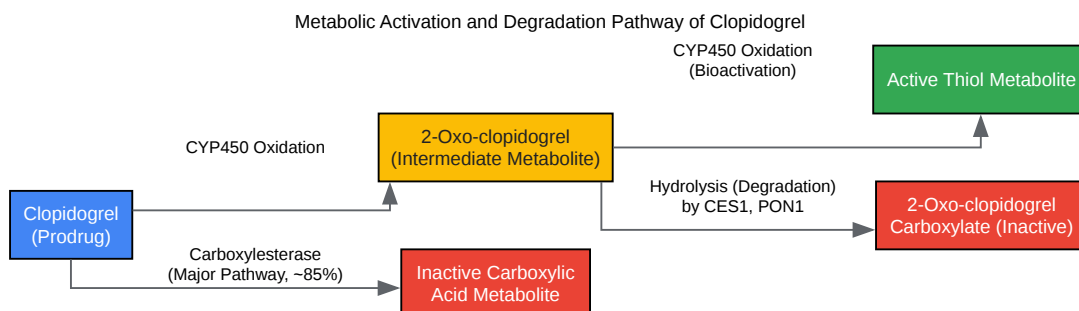 Metabolic Activation and Degradation Pathway of Clopidogrel
CYP450 Oxidation
(Bioactivation)
Active Thiol Metabolite
2-Oxo-clopidogrel
(Intermediate Metabolite)
CYP450 Oxidation
Hydrolysis (Degradation)
by CES1, PON1
2-Oxo-clopidogrel
Carboxylate (Inactive)
Clopidogrel
(Prodrug)
Carboxylesterase
(Major Pathway, ~85%)
Inactive Carboxylic
Acid Metabolite